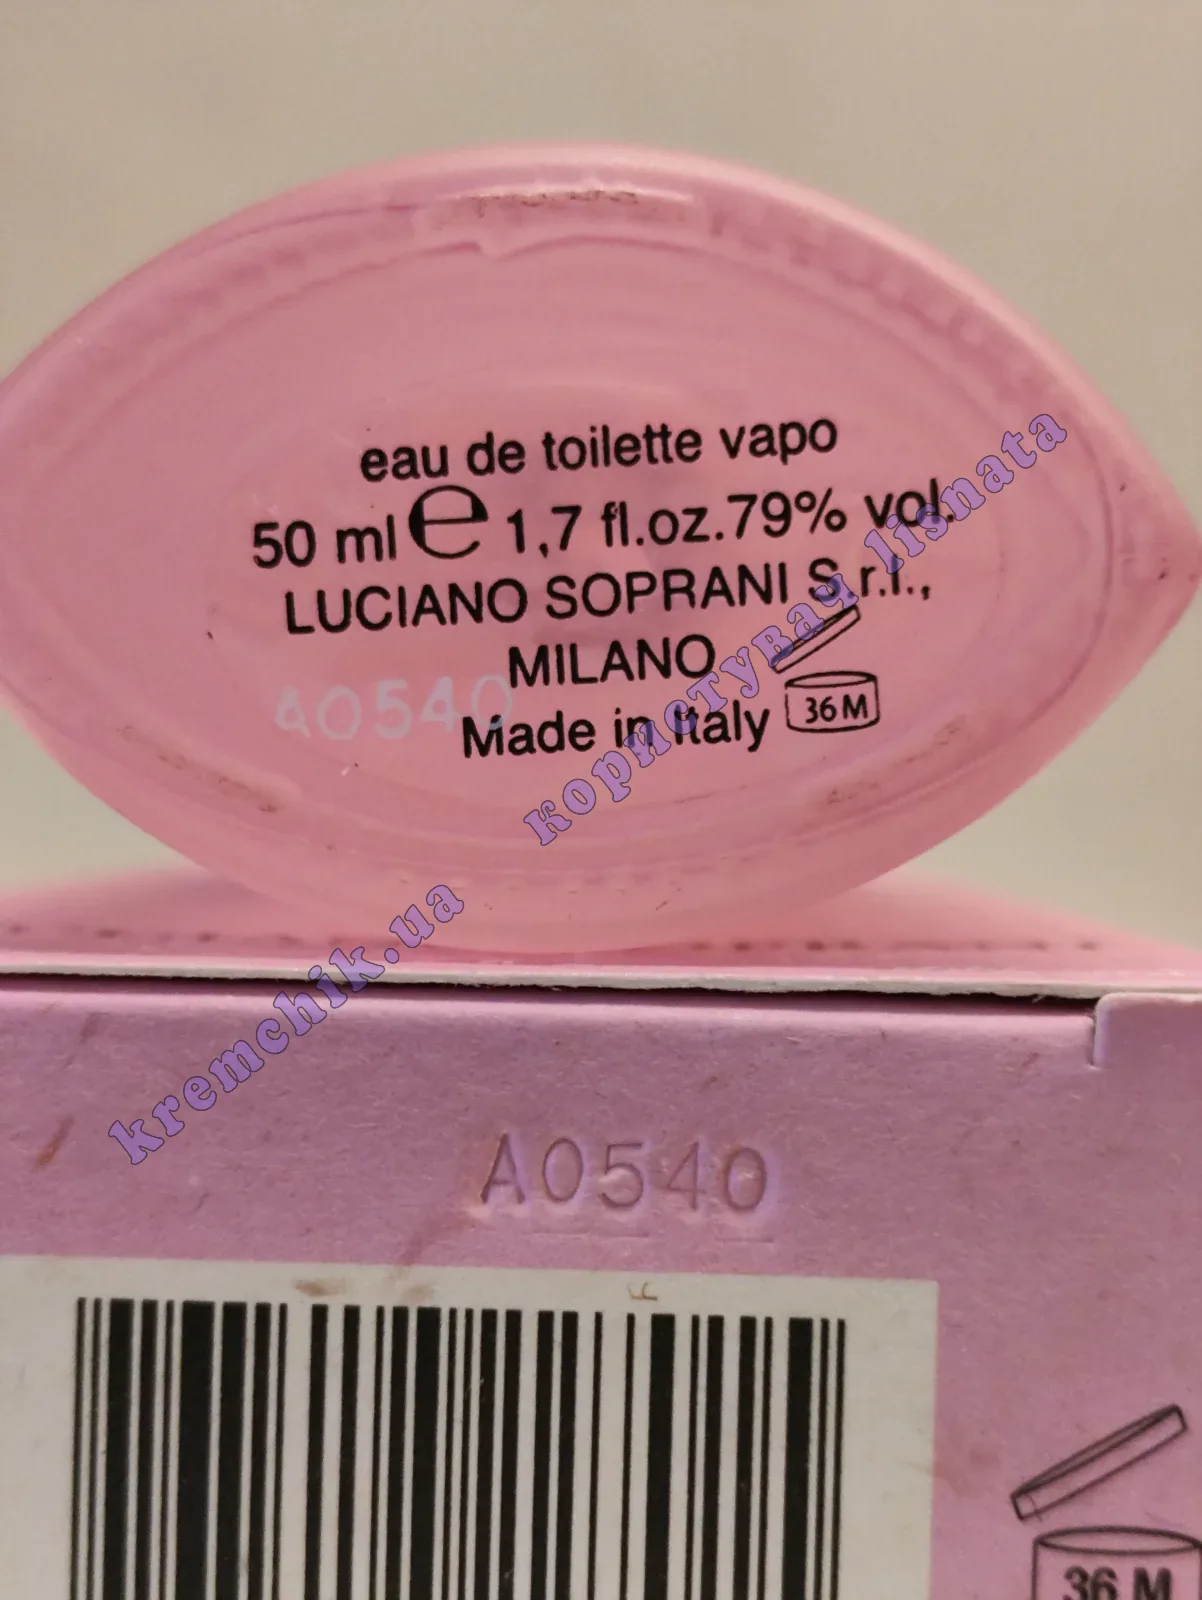 eau de toilette vapo
50 ml e 1,7 fl.oz.79% vol.
LUCIANO SOPRANI S.r.l.,
MILANO
Made in Italy
36 M
A0540
A0540
36 M
kremchik.ua користувач lisnata